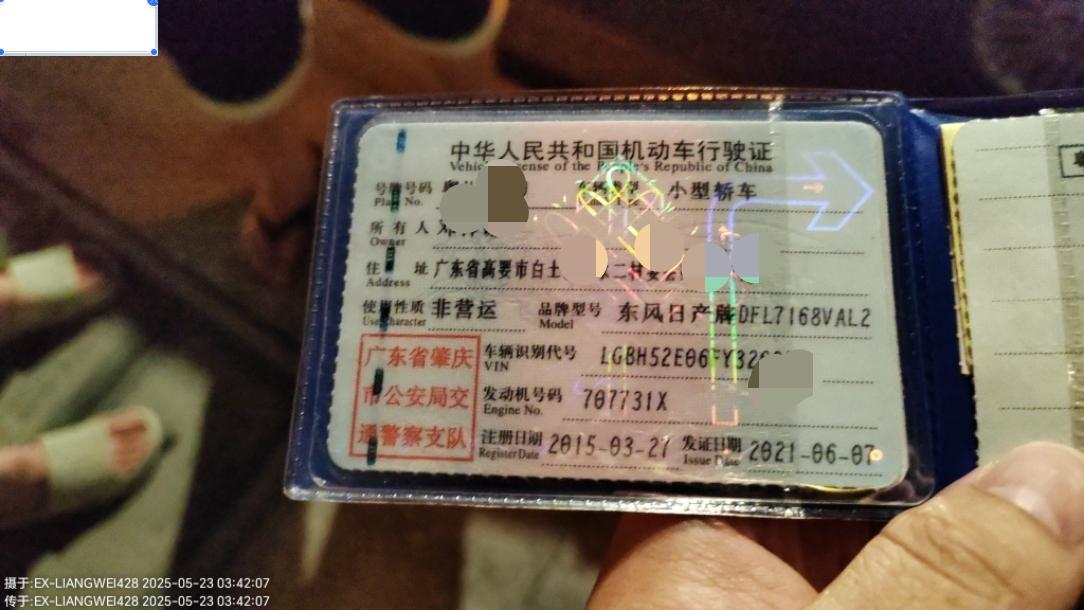 中华人民共和国机动车行驶证
Vehic ense of the Pe 's Republic of China
号牌号码 小型轿车
Plate No.
所有人
Owner
住址 广东省高要市白土 二村委会
Address
使用性质 非营运 品牌型号 东风日产牌DFL7168VAL2
Use Character Model
广东省肇庆 车辆识别代号 LGBH52E06FY32
VIN
市公安局交 发动机号码 707731X
Engine No.
通警察支队 注册日期 2015-03-27 发证日期 2021-06-07
Register Date Issue Date
摄于:EX-LIANGWEI428 2025-05-23 03:42:07
传于:EX-LIANGWEI428 2025-05-23 03:42:07